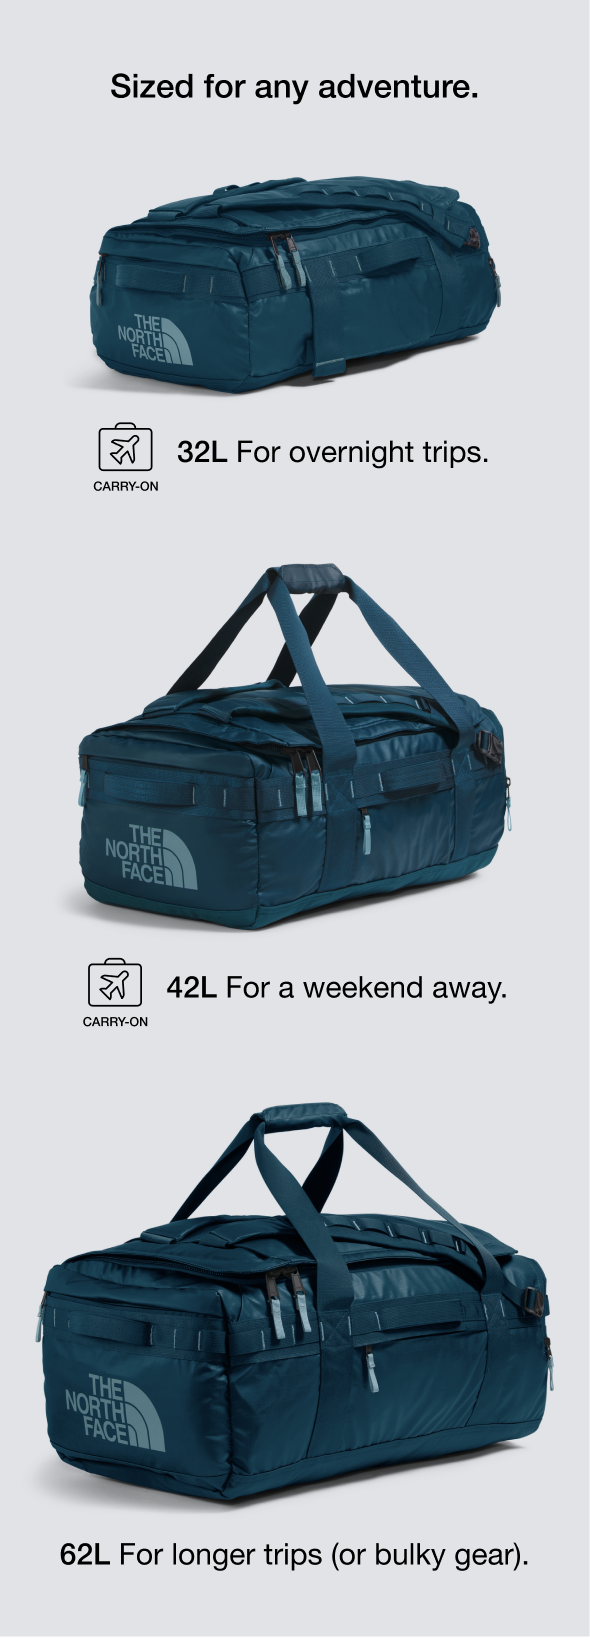 Sized for any adventure.
THE
NORTH
FACE
CARRY-ON
32L For overnight trips.
THE
NORTH
FACE
CARRY-ON
42L For a weekend away.
THE
NORTH
FACE
62L For longer trips (or bulky gear).